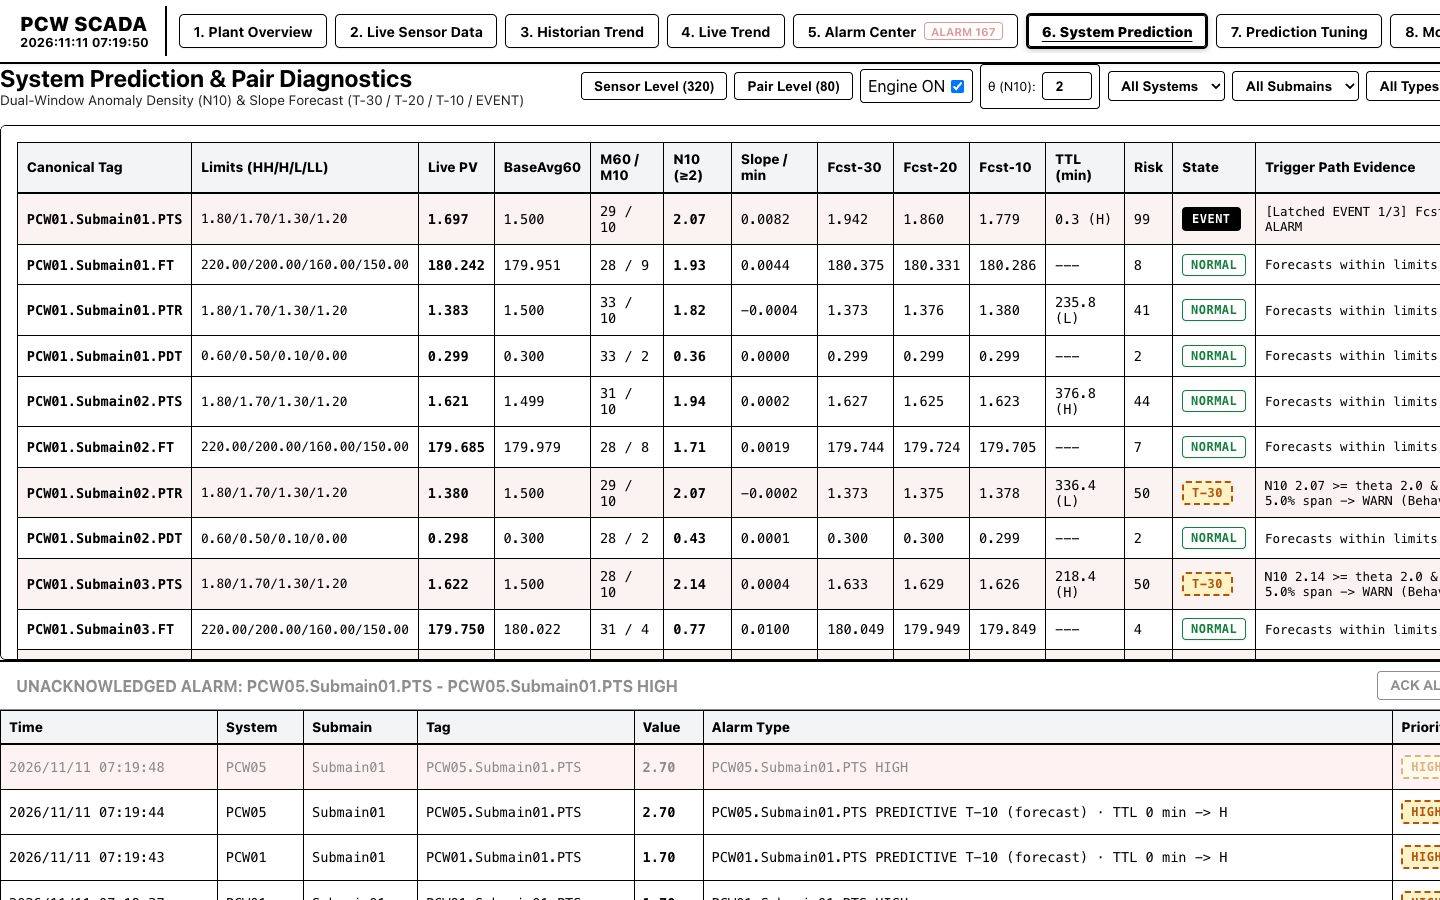 PCW SCADA
2026:11:11 07:19:50
1. Plant Overview
2. Live Sensor Data
3. Historian Trend
4. Live Trend
5. Alarm Center ALARM 167
6. System Prediction
7. Prediction Tuning
8. Mo
System Prediction & Pair Diagnostics
Dual-Window Anomaly Density (N10) & Slope Forecast (T-30 / T-20 / T-10 / EVENT)
Sensor Level (320)
Pair Level (80)
Engine ON
θ (N10): 2
All Systems
All Submains
All Types
Canonical Tag Limits (HH/H/L/LL) Live PV BaseAvg60 M60 / M10 N10 (≥2) Slope / min Fcst-30 Fcst-20 Fcst-10 TTL (min) Risk State Trigger Path Evidence
PCW01.Submain01.PTS 1.80/1.70/1.30/1.20 1.697 1.500 29 / 10 2.07 0.0082 1.942 1.860 1.779 0.3 (H) 99 EVENT [Latched EVENT 1/3] Fcs ALARM
PCW01.Submain01.FT 220.00/200.00/160.00/150.00 180.242 179.951 28 / 9 1.93 0.0044 180.375 180.331 180.286 --- 8 NORMAL Forecasts within limits
PCW01.Submain01.PTR 1.80/1.70/1.30/1.20 1.383 1.500 33 / 10 1.82 -0.0004 1.373 1.376 1.380 235.8 (L) 41 NORMAL Forecasts within limits
PCW01.Submain01.PDT 0.60/0.50/0.10/0.00 0.299 0.300 33 / 2 0.36 0.0000 0.299 0.299 0.299 --- 2 NORMAL Forecasts within limits
PCW01.Submain02.PTS 1.80/1.70/1.30/1.20 1.621 1.499 31 / 10 1.94 0.0002 1.627 1.625 1.623 376.8 (H) 44 NORMAL Forecasts within limits
PCW01.Submain02.FT 220.00/200.00/160.00/150.00 179.685 179.979 28 / 8 1.71 0.0019 179.744 179.724 179.705 --- 7 NORMAL Forecasts within limits
PCW01.Submain02.PTR 1.80/1.70/1.30/1.20 1.380 1.500 29 / 10 2.07 -0.0002 1.373 1.375 1.378 336.4 (L) 50 T-30 N10 2.07 >= theta 2.0 & 5.0% span -> WARN (Beha
PCW01.Submain02.PDT 0.60/0.50/0.10/0.00 0.298 0.300 28 / 2 0.43 0.0001 0.300 0.300 0.299 --- 2 NORMAL Forecasts within limits
PCW01.Submain03.PTS 1.80/1.70/1.30/1.20 1.622 1.500 28 / 10 2.14 0.0004 1.633 1.629 1.626 218.4 (H) 50 T-30 N10 2.14 >= theta 2.0 & 5.0% span -> WARN (Beha
PCW01.Submain03.FT 220.00/200.00/160.00/150.00 179.750 180.022 31 / 4 0.77 0.0100 180.049 179.949 179.849 --- 4 NORMAL Forecasts within limits
UNACKNOWLEDGED ALARM: PCW05.Submain01.PTS - PCW05.Submain01.PTS HIGH
ACK AL
Time System Submain Tag Value Alarm Type Priori
2026/11/11 07:19:48 PCW05 Submain01 PCW05.Submain01.PTS 2.70 PCW05.Submain01.PTS HIGH HIGH
2026/11/11 07:19:44 PCW05 Submain01 PCW05.Submain01.PTS 2.70 PCW05.Submain01.PTS PREDICTIVE T-10 (forecast) · TTL 0 min -> H HIGH
2026/11/11 07:19:43 PCW01 Submain01 PCW01.Submain01.PTS 1.70 PCW01.Submain01.PTS PREDICTIVE T-10 (forecast) · TTL 0 min -> H HIGH